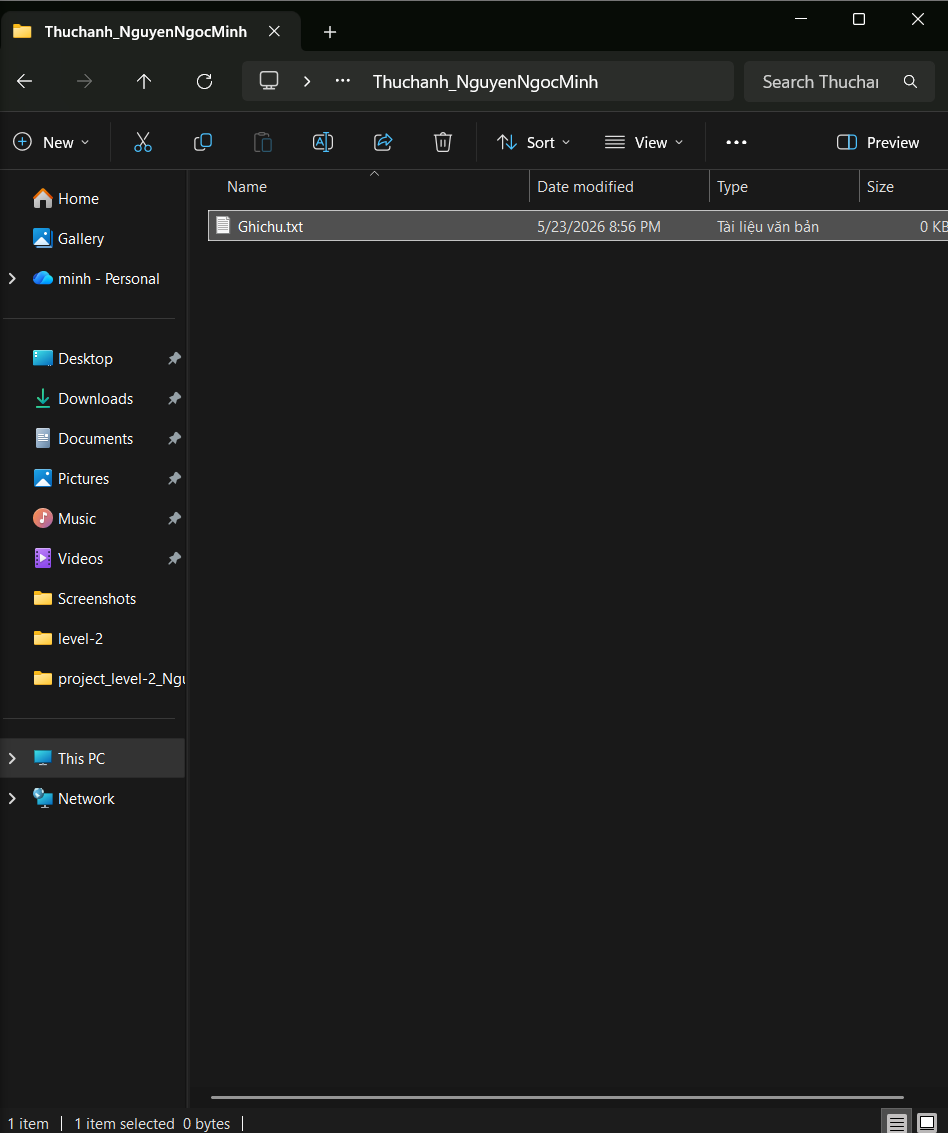 Thuchanh_NguyenNgocMinh
Thuchanh_NguyenNgocMinh
Search Thuchai
New
Sort
View
Preview
Name
Date modified
Type
Size
Ghichu.txt 5/23/2026 8:56 PM Tài liệu văn bản 0 KB
Home
Gallery
minh - Personal
Desktop
Downloads
Documents
Pictures
Music
Videos
Screenshots
level-2
project_level-2_Ngu
This PC
Network
1 item
1 item selected 0 bytes